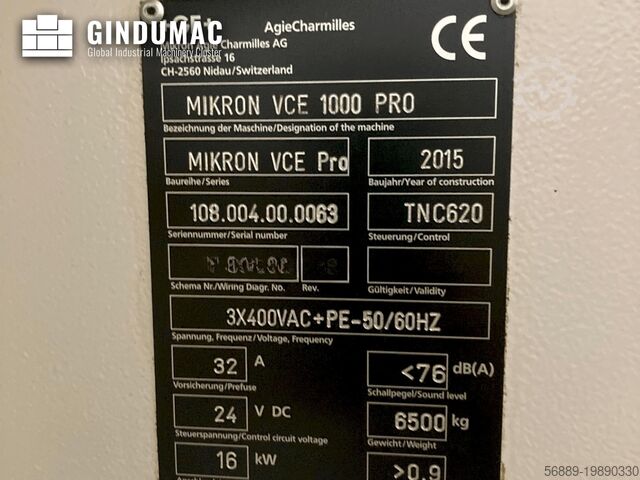 GINDUMAC
Global Industrial Machinery Cluster
GF+
AgieCharmilles
Mikron Agie Charmilles AG
Ipsachstrasse 16
CH-2560 Nidau/Switzerland
CE
MIKRON VCE 1000 PRO
Bezeichnung der Maschine/Designation of the machine
MIKRON VCE Pro
2015
Baureihe/Series
Baujahr/Year of construction
108.004.00.0063
TNC620
Seriennummer/Serial number
Steuerung/Control
Schema Nr./Wiring Diagr. No.
Rev.
Gültigkeit/Validity
3X400VAC+PE-50/60HZ
Spannung, Frequenz/Voltage, Frequency
32 A
<76 dB(A)
Vorsicherung/Prefuse
Schallpegel/Sound level
24 V DC
6500 kg
Steuerspannung/Control circuit voltage
Gewicht/Weight
16 kW
>0.9
56889-19890330